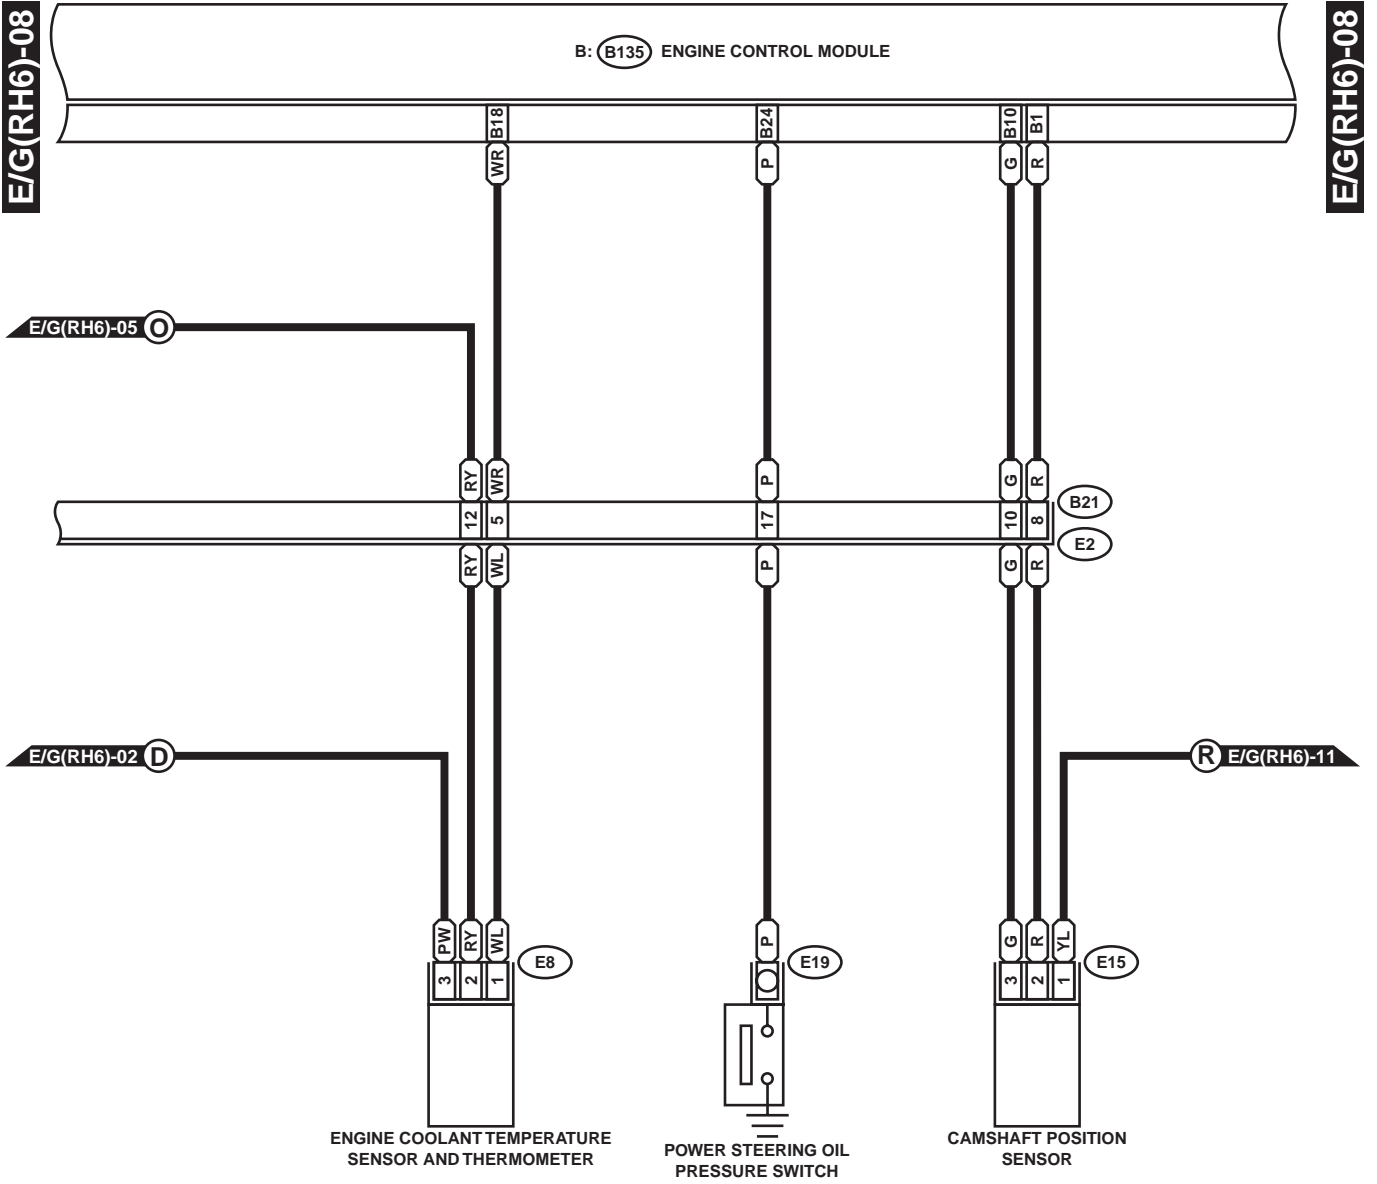 E/G(RH6)-08
E/G(RH6)-08
B: B135 ENGINE CONTROL MODULE
B18
B24
B10
B1
WR
P
G
R
E/G(RH6)-05 O
RY
WR
P
G
R
B21
12
5
17
10
8
E2
RY
WL
P
G
R
E/G(RH6)-02 D
R E/G(RH6)-11
PW
RY
WL
P
G
R
YL
E8
E19
E15
3
2
1
3
2
1
ENGINE COOLANT TEMPERATURE
SENSOR AND THERMOMETER
POWER STEERING OIL
PRESSURE SWITCH
CAMSHAFT POSITION
SENSOR